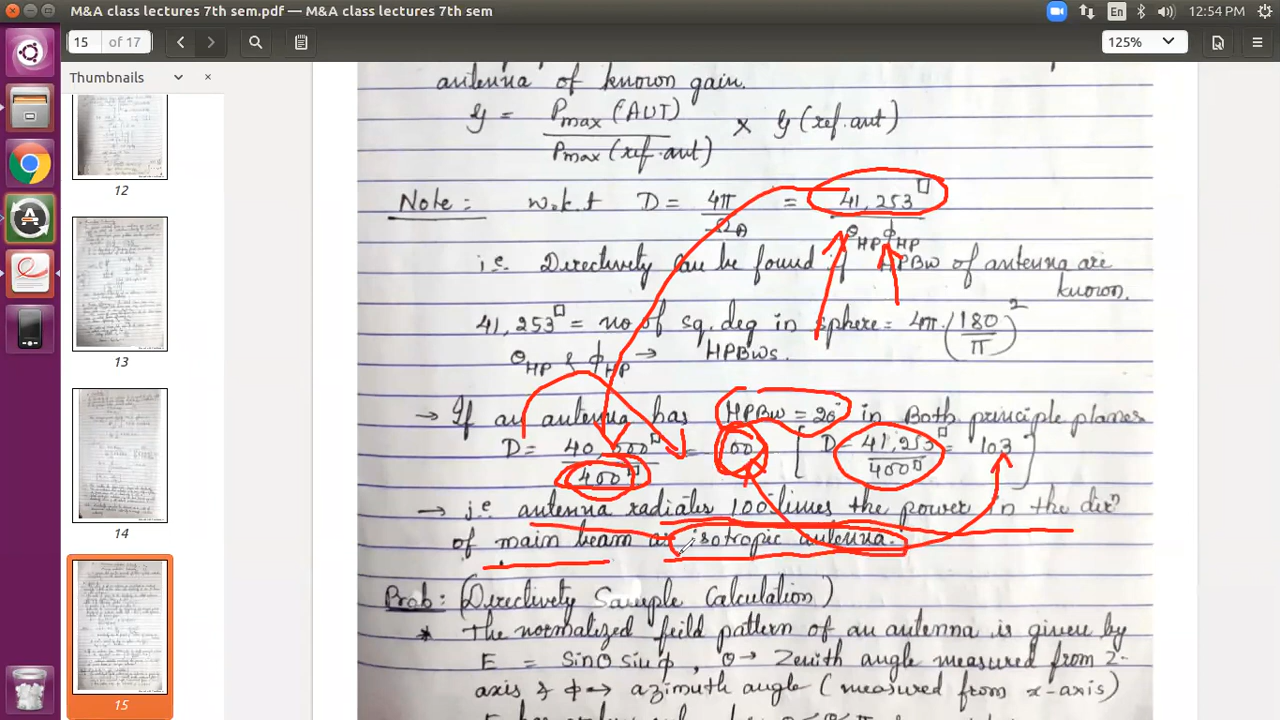 M&A class lectures 7th sem.pdf — M&A class lectures 7th sem
En
12:54 PM
15 of 17
125%
Thumbnails
12
13
14
15
antenna of known gain.
G = Pmax (AUT) × G (ref. ant)
Pmax (ref. ant)
Note: w.k.t D = 4π = 41,253□
ΩA θHP φHP
i.e. Directivity can be found HPBW of antenna are
known.
41,253□ = no of sq. deg in sphere = 4π (180/π)²
θHP & φHP → HPBWs.
→ If an antenna has HPBW = 20° in Both principle planes
D = 40,000□ = 100 [ D = 41,253□ = 103 ]
400□ 400□
→ i.e antenna radiates 100 times the power in the dirⁿ
of main beam as isotropic antenna.
Prob: (Directivity Sample Calculation)
* The normalized feild pattern of an antenna is given by
E = sinθ sinφ, θ → Zenith angle measured from Z-
axis & φ → azimuth angle (measured from x-axis)